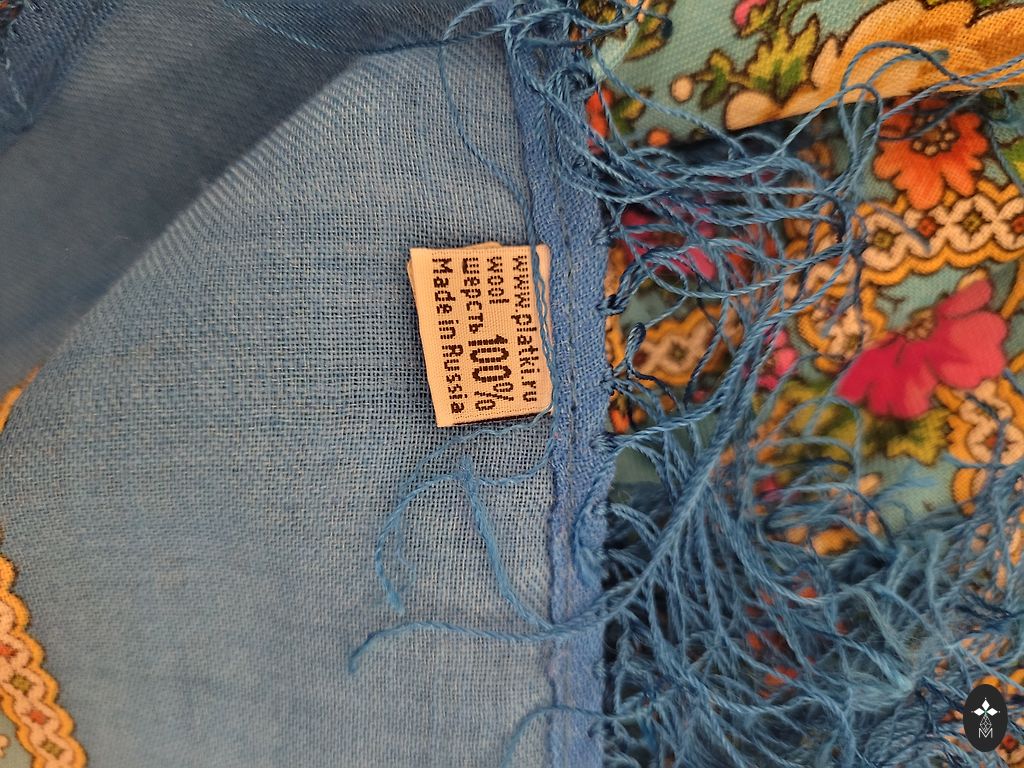 www.platki.ru
wool 100%
шерсть
Made in Russia
M